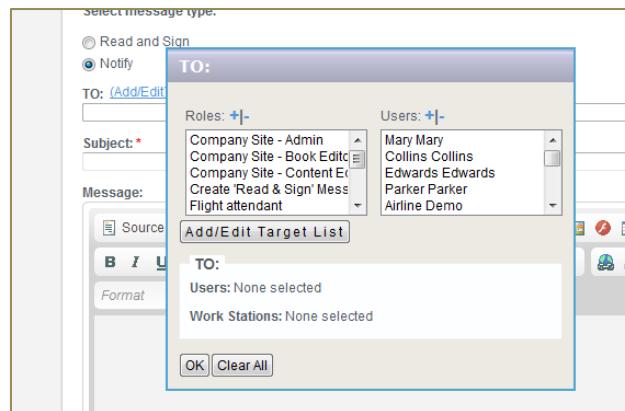 Select message type.
Read and Sign
Notify
TO: (Add/Edit
Subject: *
Message:
Source
B I U
Format
TO:
Roles: +|- Users: +|-
Company Site - Admin
Company Site - Book Edito
Company Site - Content Ed
Create 'Read & Sign' Mess
Flight attendant
Mary Mary
Collins Collins
Edwards Edwards
Parker Parker
Airline Demo
Add/Edit Target List
TO:
Users: None selected
Work Stations: None selected
OK Clear All